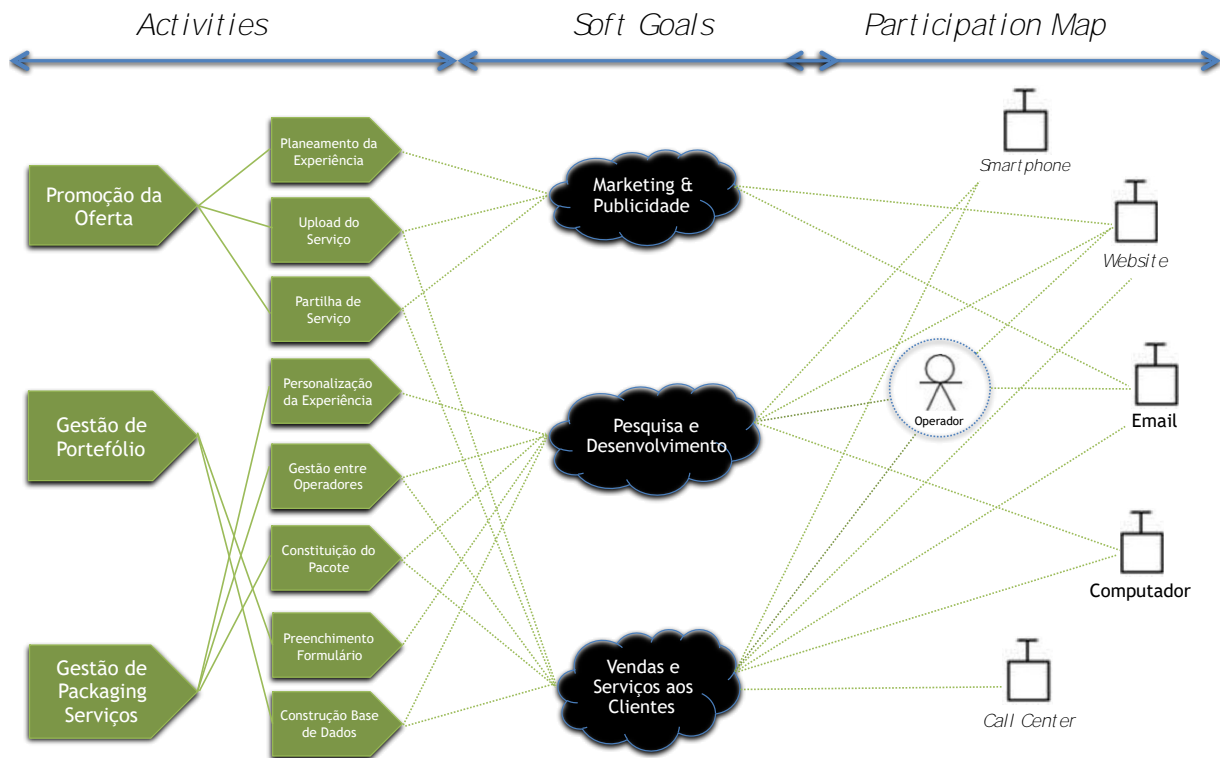 Activities
Soft Goals
Participation Map
Promoção da
Oferta
Gestão de
Portefólio
Gestão de
Packaging
Serviços
Planeamento da
Experiência
Upload do
Serviço
Partilha de
Serviço
Personalização
da Experiência
Gestão entre
Operadores
Constituição do
Pacote
Preenchimento
Formulário
Construção Base
de Dados
Marketing &
Publicidade
Pesquisa e
Desenvolvimento
Vendas e
Serviços aos
Clientes
Smartphone
Website
Operador
Email
Computador
Call Center